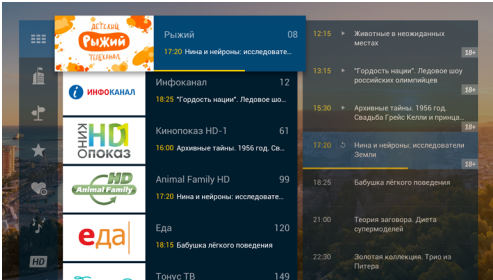 ДЕТСКИЙ
Рыжий
ТЕЛЕКАНАЛ
Рыжий 08
17:20 Нина и нейроны: исследовате...
i ИНФОКАНАЛ
Инфоканал 12
18:25 "Гордость нации". Ледовое шо...
КИНО HD
ПОКАЗ
Кинопоказ HD-1 61
16:00 Архивные тайны. 1956 год. Св...
HD
Animal Family
Animal Family HD 99
17:20 Нина и нейроны: исследовате...
еда
Еда 120
18:15 Бабушка лёгкого поведения
Тонус ТВ 149
HD
12:15 Животные в неожиданных
местах
18+
13:15 "Гордость нации". Ледовое шоу
российских олимпийцев
18+
15:30 Архивные тайны. 1956 год.
Свадьба Грейс Келли и принца...
18+
17:20 Нина и нейроны: исследователи
Земли
18+
18:25 Бабушка лёгкого поведения
21:00 Теория заговора. Диета
супермоделей
22:30 Золотая коллекция. Трио из
Питера